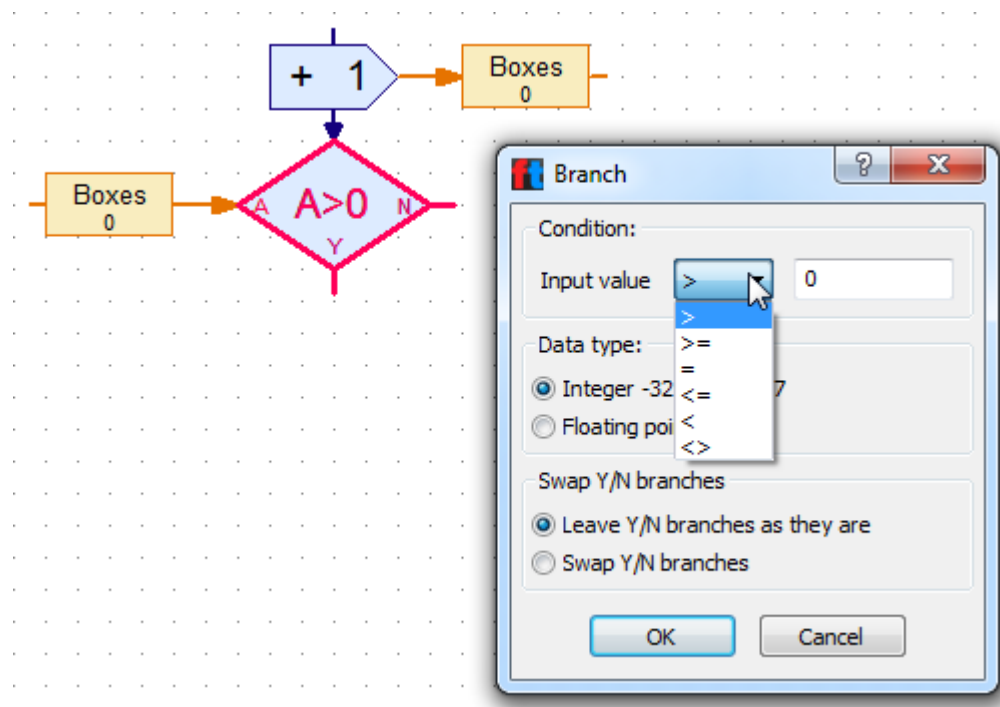 + 1
Boxes
0
Boxes
0
A A>0 N
Y
ft Branch
Condition:
Input value > 0
>
>=
=
<=
<
<>
Data type:
Integer -32 7
Floating poi
Swap Y/N branches
Leave Y/N branches as they are
Swap Y/N branches
OK Cancel